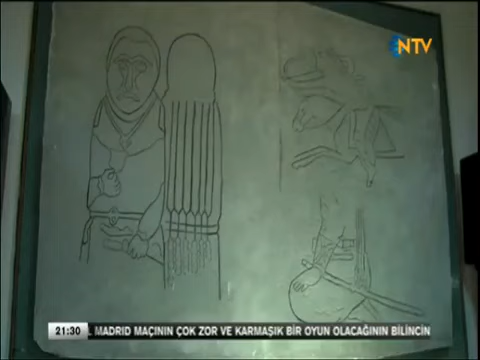 NTV
21:30 MADRID MAÇININ ÇOK ZOR VE KARMAŞIK BİR OYUN OLACAĞININ BİLİNCİN